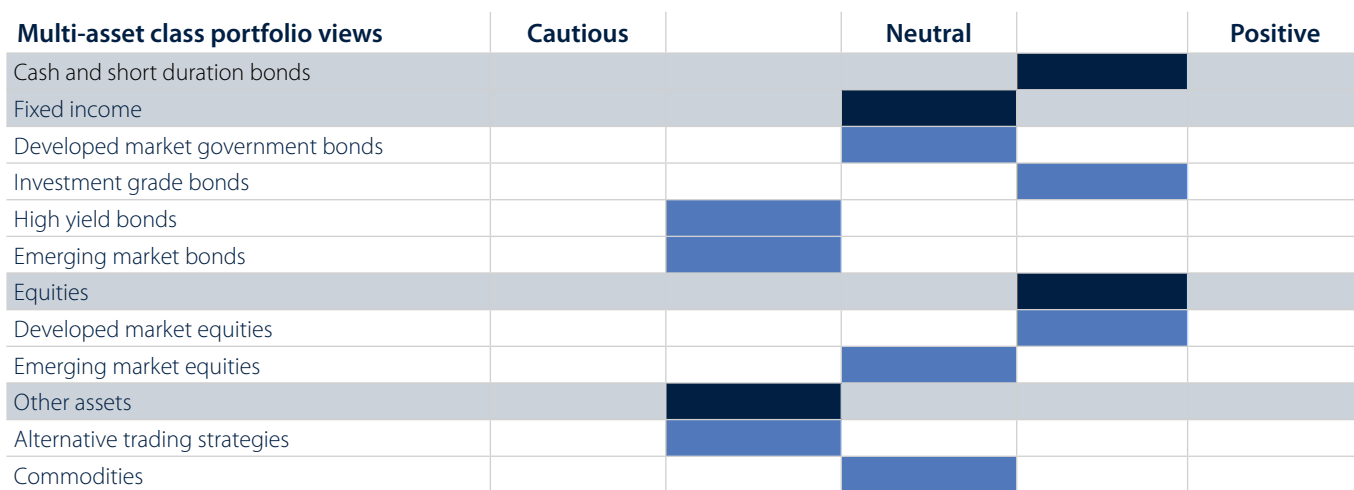 Multi-asset class portfolio views Cautious Neutral Positive
Cash and short duration bonds
Fixed income
Developed market government bonds
Investment grade bonds
High yield bonds
Emerging market bonds
Equities
Developed market equities
Emerging market equities
Other assets
Alternative trading strategies
Commodities